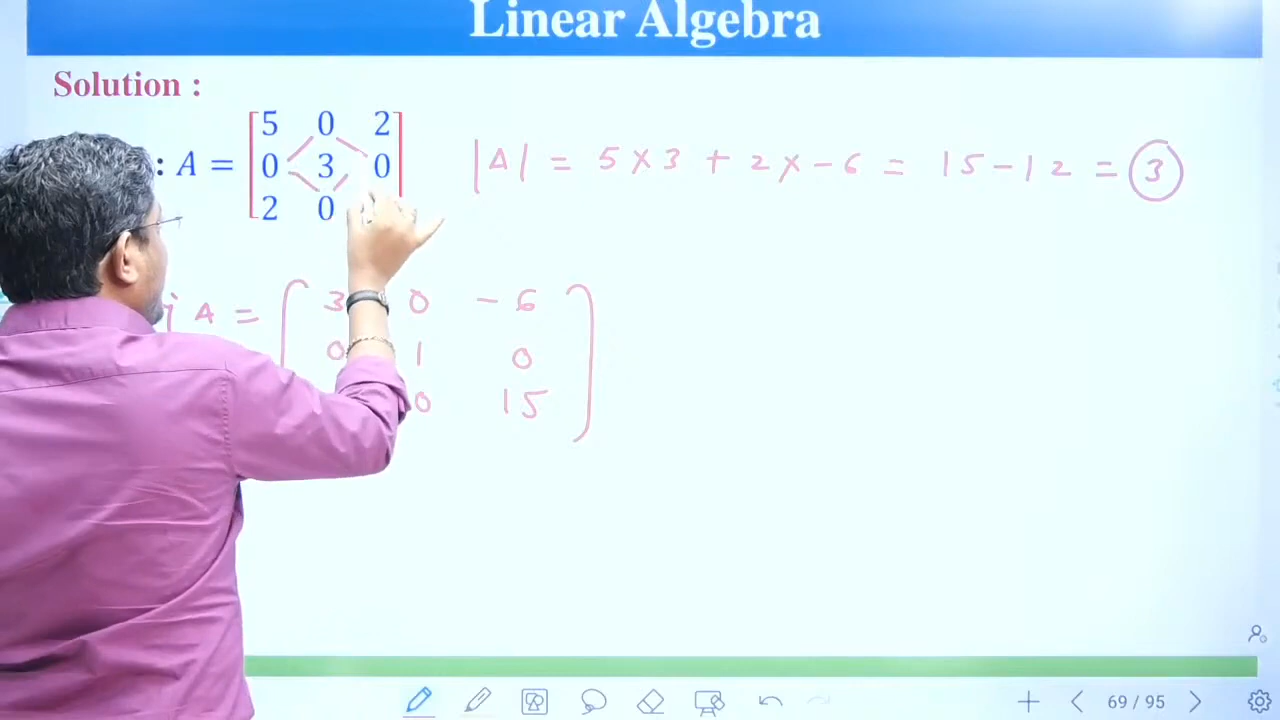 Linear Algebra
Solution :
: A = [5 0 2
0 3 0
2 0
|A| = 5 × 3 + 2 × -6 = 15 - 12 = 3
j A = (3 0 -6
0 1 0
0 15)
69 / 95